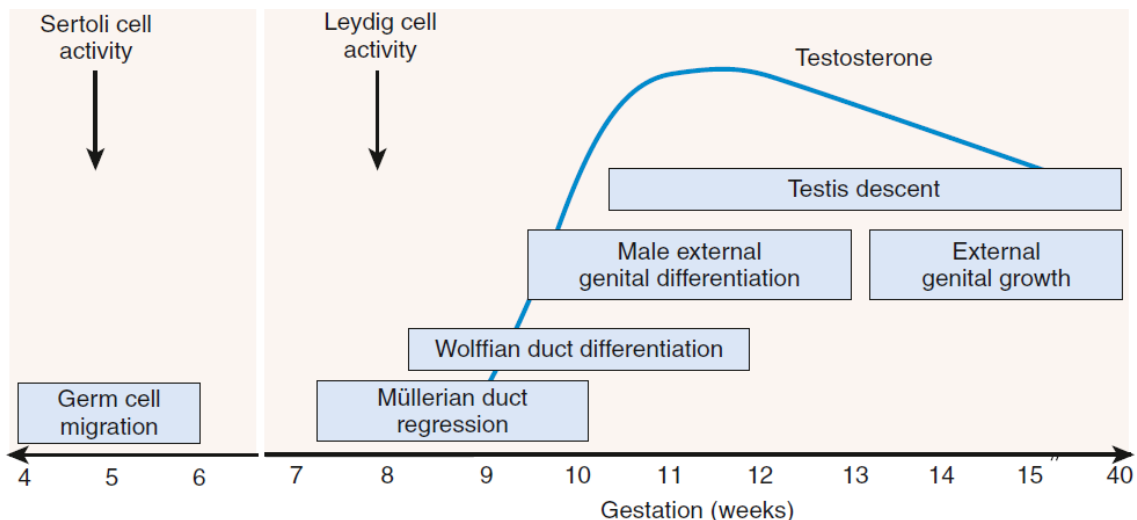 Sertoli cell
activity
Leydig cell
activity
Testosterone
Testis descent
Male external
genital differentiation
External
genital growth
Wolffian duct differentiation
Germ cell
migration
Müllerian duct
regression
4 5 6 7 8 9 10 11 12 13 14 15 40
Gestation (weeks)